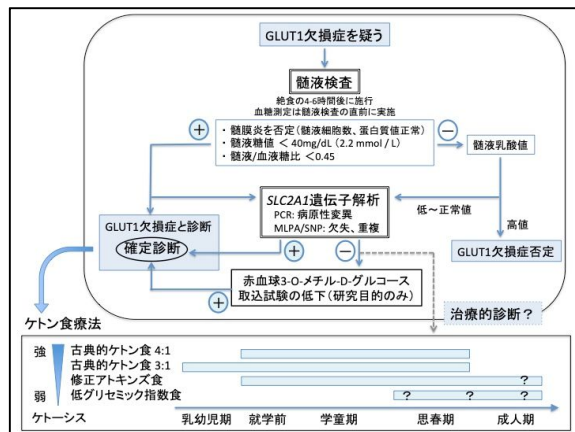 GLUT1欠損症を疑う
髄液検査
絶食の4-6時間後に施行
血糖測定は髄液検査の直前に実施
+
・髄膜炎を否定(髄液細胞数、蛋白質値正常)
・髄液糖値 < 40mg/dL (2.2 mmol / L)
・髄液/血液糖比 <0.45
−
髄液乳酸値
SLC2A1遺伝子解析
PCR: 病原性変異
MLPA/SNP: 欠失、重複
低〜正常値
高値
GLUT1欠損症と診断
確定診断
+
−
GLUT1欠損症否定
赤血球3-O-メチル-D-グルコース
取込試験の低下(研究目的のみ)
+
治療的診断?
ケトン食療法
強
古典的ケトン食 4:1
古典的ケトン食 3:1
修正アトキンズ食 ?
弱
低グリセミック指数食 ? ? ?
ケトーシス
乳幼児期 就学前 学童期 思春期 成人期